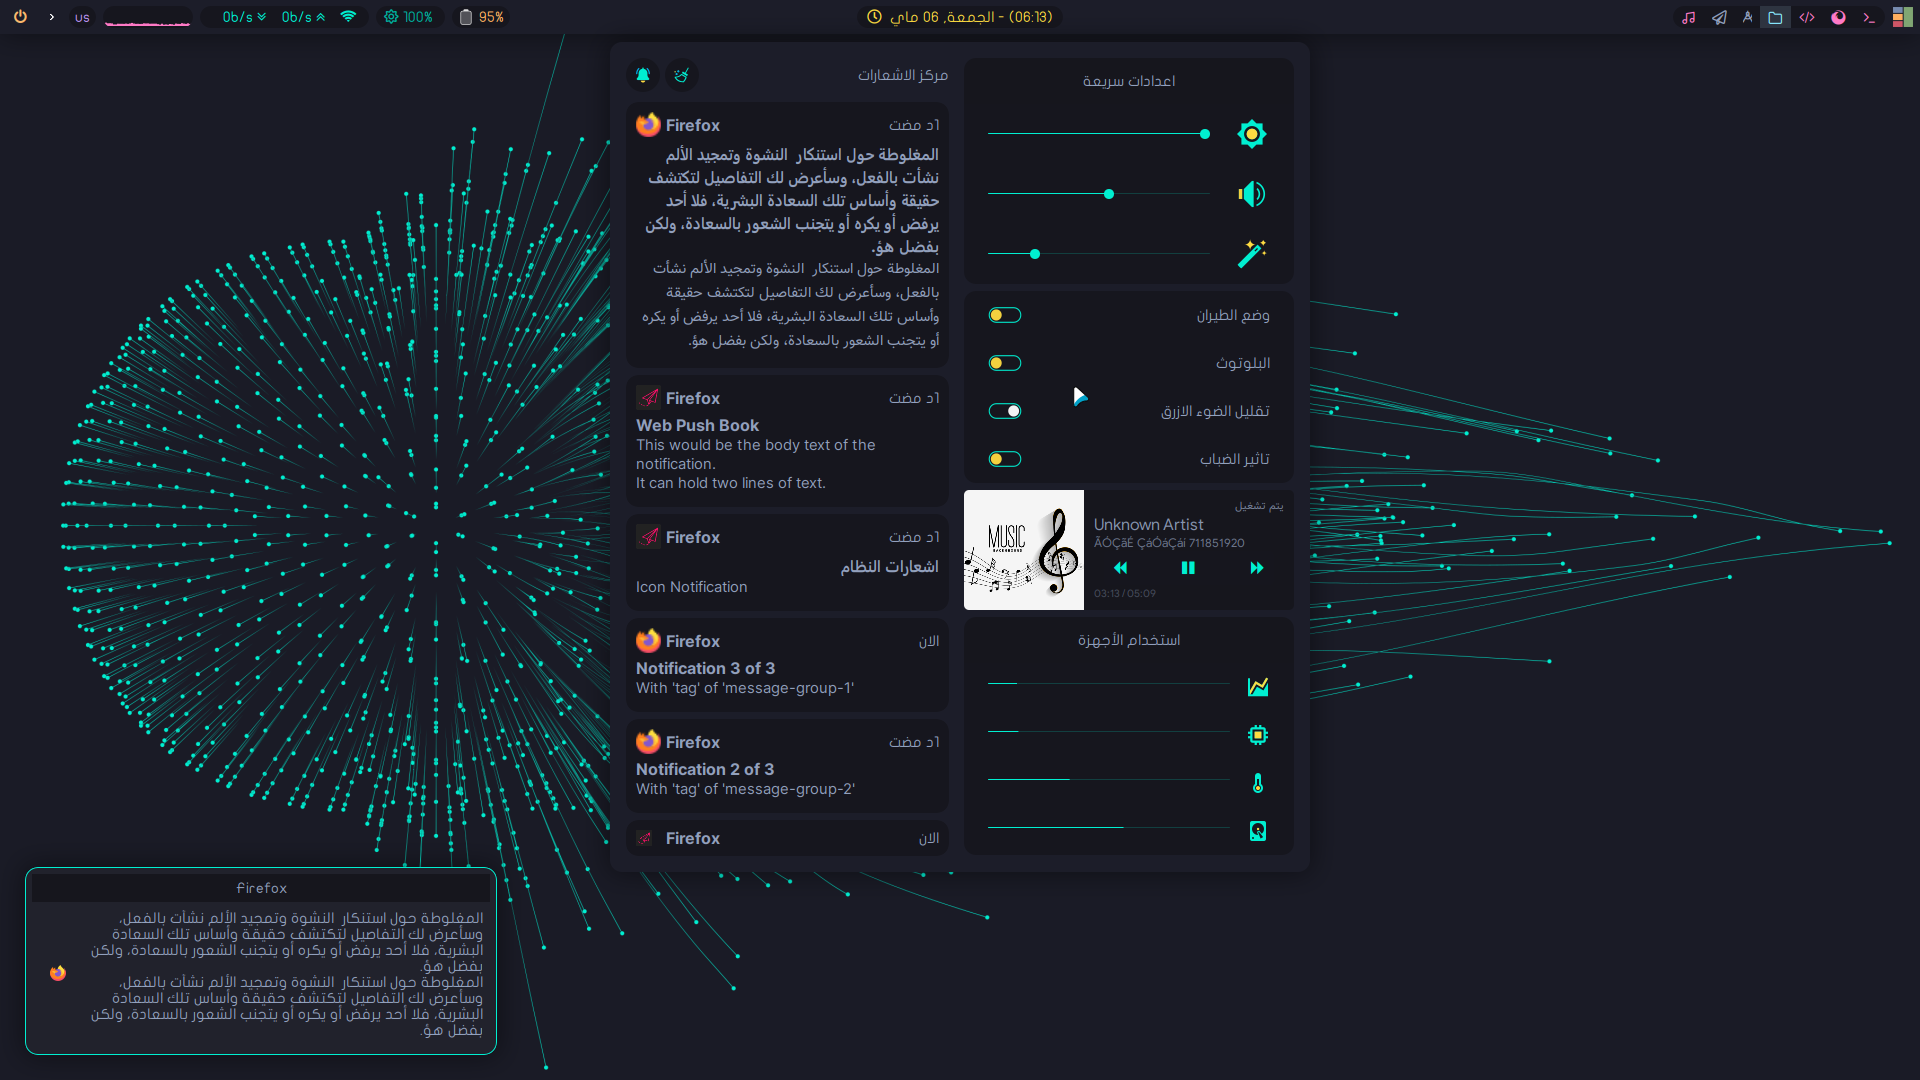 us
0b/s
0b/s
100%
95%
(06:13) - الجمعة, 06 ماي
مركز الاشعارات
Firefox
1د مضت
المغلوطة حول استنكار النشوة وتمجيد الألم
نشأت بالفعل، وسأعرض لك التفاصيل لتكتشف
حقيقة وأساس تلك السعادة البشرية، فلا أحد
يرفض أو يكره أو يتجنب الشعور بالسعادة، ولكن
بفضل هؤ.
المغلوطة حول استنكار النشوة وتمجيد الألم نشأت
بالفعل، وسأعرض لك التفاصيل لتكتشف حقيقة
وأساس تلك السعادة البشرية، فلا أحد يرفض أو يكره
أو يتجنب الشعور بالسعادة، ولكن بفضل هؤ.
Firefox
1د مضت
Web Push Book
This would be the body text of the
notification.
It can hold two lines of text.
Firefox
1د مضت
اشعارات النظام
Icon Notification
Firefox
الان
Notification 3 of 3
With 'tag' of 'message-group-1'
Firefox
1د مضت
Notification 2 of 3
With 'tag' of 'message-group-2'
Firefox
الان
اعدادات سريعة
وضع الطيران
البلوتوث
تقليل الضوء الازرق
تاثير الضباب
MUSIC
BACKGROUND
يتم تشغيل
Unknown Artist
ÃÓÇãÉ ÇáÓáÇãí 711851920
03:13 / 05:09
استخدام الأجهزة
Firefox
المغلوطة حول استنكار النشوة وتمجيد الألم نشأت بالفعل،
وسأعرض لك التفاصيل لتكتشف حقيقة وأساس تلك السعادة
البشرية، فلا أحد يرفض أو يكره أو يتجنب الشعور بالسعادة، ولكن
بفضل هؤ.
المغلوطة حول استنكار النشوة وتمجيد الألم نشأت بالفعل،
وسأعرض لك التفاصيل لتكتشف حقيقة وأساس تلك السعادة
البشرية، فلا أحد يرفض أو يكره أو يتجنب الشعور بالسعادة، ولكن
بفضل هؤ.